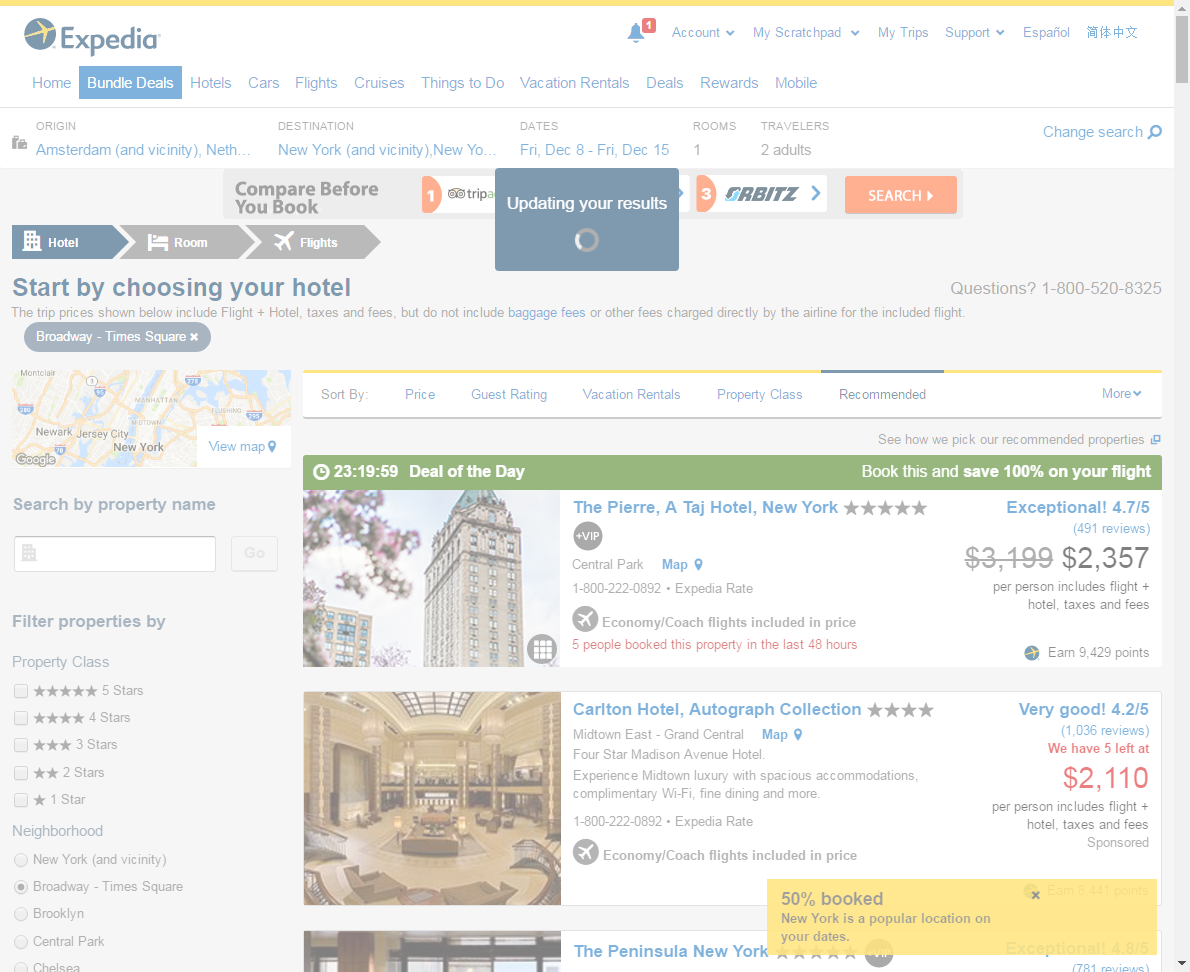 Expedia
1
Account
My Scratchpad
My Trips
Support
Español
简体中文
Home
Bundle Deals
Hotels
Cars
Flights
Cruises
Things to Do
Vacation Rentals
Deals
Rewards
Mobile
ORIGIN
DESTINATION
DATES
ROOMS
TRAVELERS
Amsterdam (and vicinity), Neth...
New York (and vicinity),New Yo...
Fri, Dec 8 - Fri, Dec 15
1
2 adults
Change search
Compare Before
You Book
1
3
ORBITZ
SEARCH
Updating your results
Hotel
Room
Flights
Start by choosing your hotel
Questions? 1-800-520-8325
The trip prices shown below include Flight + Hotel, taxes and fees, but do not include baggage fees or other fees charged directly by the airline for the included flight.
Broadway - Times Square
Montclair
MANHATTAN
FLUSHING
Newark
Jersey City
MIDTOWN
New York
278
95
280
295
78
3
Google
View map
Sort By:
Price
Guest Rating
Vacation Rentals
Property Class
Recommended
More
See how we pick our recommended properties
Search by property name
Go
Filter properties by
Property Class
5 Stars
4 Stars
3 Stars
2 Stars
1 Star
Neighborhood
New York (and vicinity)
Broadway - Times Square
Brooklyn
Central Park
Chelsea
23:19:59 Deal of the Day
Book this and save 100% on your flight
The Pierre, A Taj Hotel, New York
+VIP
Central Park
Map
1-800-222-0892 • Expedia Rate
Economy/Coach flights included in price
5 people booked this property in the last 48 hours
Exceptional! 4.7/5
(491 reviews)
$3,199 $2,357
per person includes flight +
hotel, taxes and fees
Earn 9,429 points
Carlton Hotel, Autograph Collection
Midtown East - Grand Central
Map
Four Star Madison Avenue Hotel.
Experience Midtown luxury with spacious accommodations,
complimentary Wi-Fi, fine dining and more.
1-800-222-0892 • Expedia Rate
Economy/Coach flights included in price
Very good! 4.2/5
(1,036 reviews)
We have 5 left at
$2,110
per person includes flight +
hotel, taxes and fees
Sponsored
Earn 8,441 points
50% booked
New York is a popular location on
your dates.
The Peninsula New York
Exceptional! 4.8/5
(781 reviews)